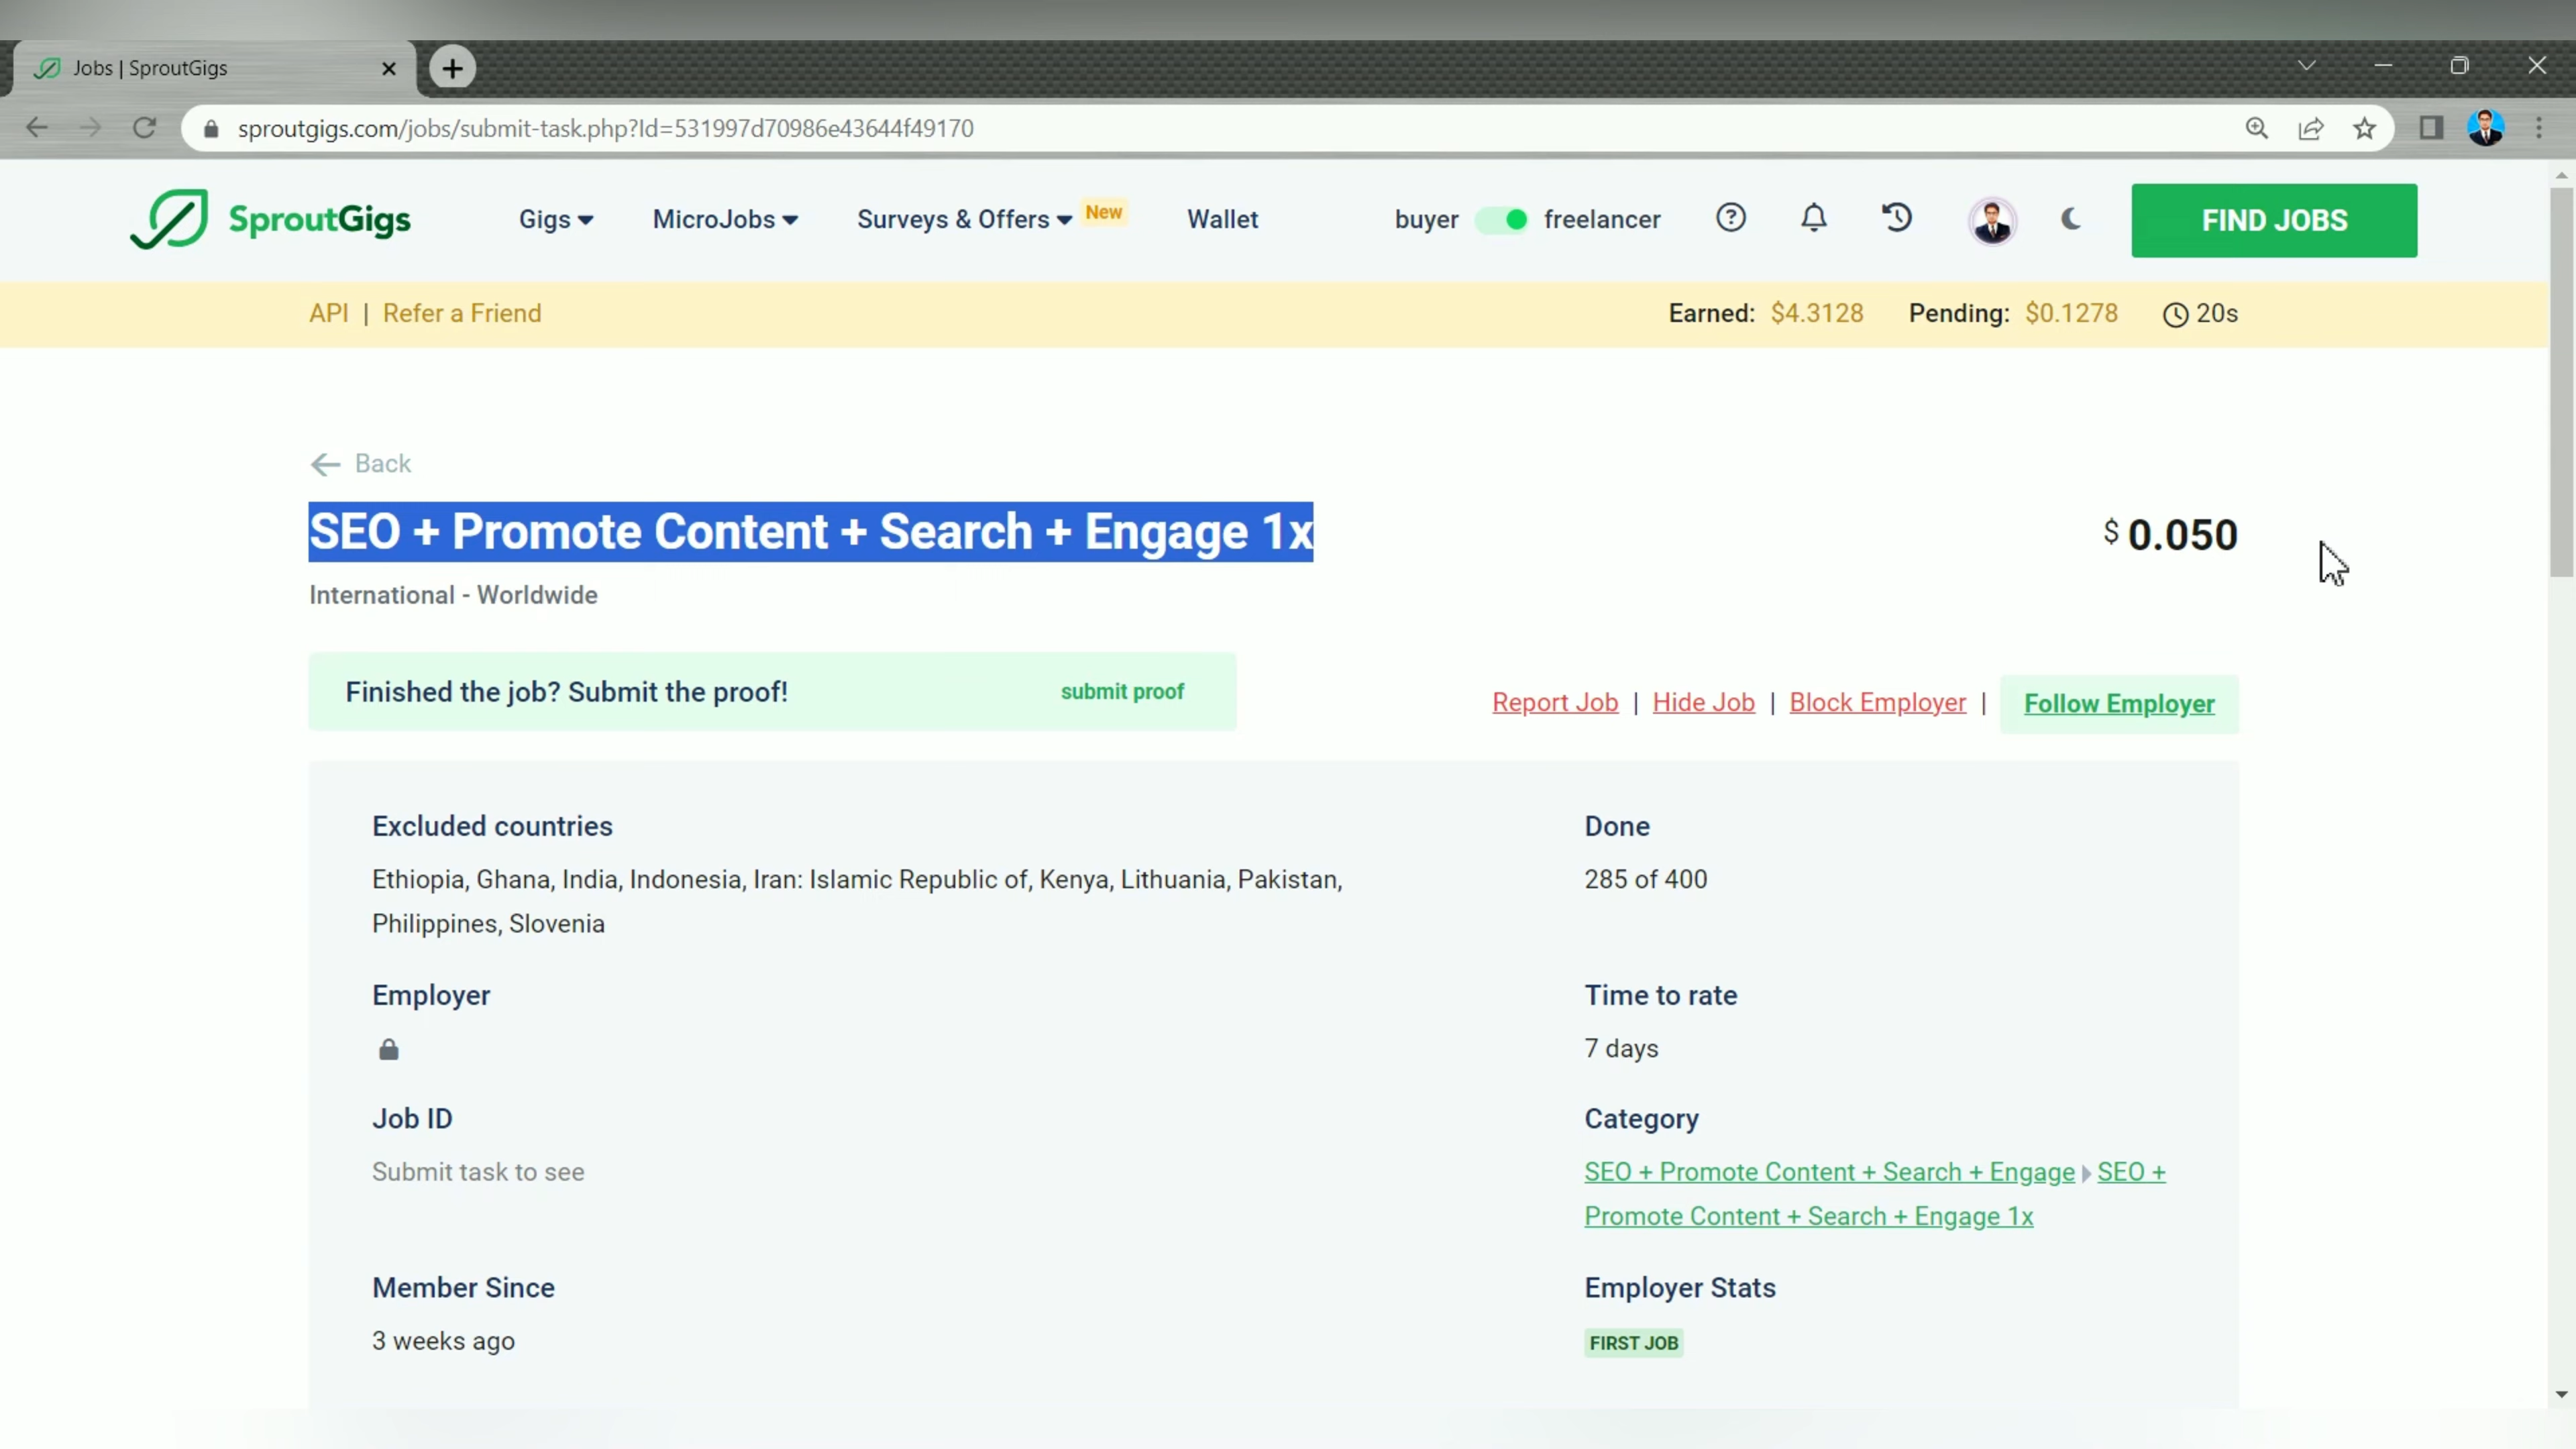 Jobs | SproutGigs
sproutgigs.com/jobs/submit-task.php?Id=531997d70986e43644f49170
SproutGigs
Gigs
MicroJobs
Surveys & Offers
New
Wallet
buyer
freelancer
FIND JOBS
API | Refer a Friend
Earned: $4.3128
Pending: $0.1278
20s
Back
SEO + Promote Content + Search + Engage 1x
$ 0.050
International - Worldwide
Finished the job? Submit the proof!
submit proof
Report Job | Hide Job | Block Employer | Follow Employer
Excluded countries
Ethiopia, Ghana, India, Indonesia, Iran: Islamic Republic of, Kenya, Lithuania, Pakistan,
Philippines, Slovenia
Done
285 of 400
Employer
Time to rate
7 days
Job ID
Submit task to see
Category
SEO + Promote Content + Search + Engage SEO +
Promote Content + Search + Engage 1x
Member Since
3 weeks ago
Employer Stats
FIRST JOB